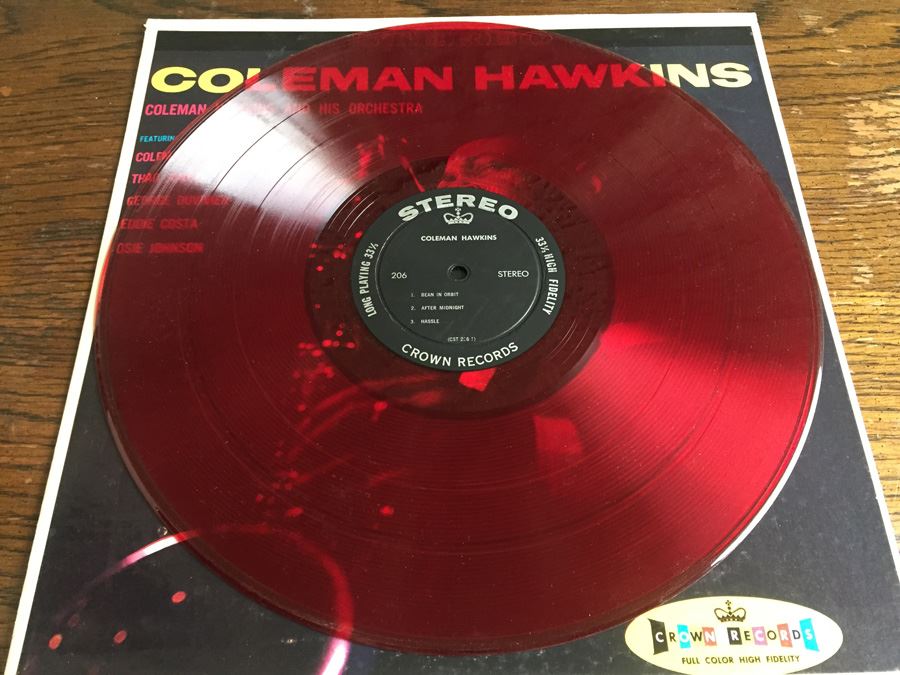 COLEMAN HAWKINS
COLEMAN AND HIS ORCHESTRA
FEATURIN
COLE
THA
GEORGE DUVIVIER
EDDIE COSTA
OSIE JOHNSON
STEREO
LONG PLAYING 33⅓
33⅓ HIGH FIDELITY
COLEMAN HAWKINS
206
STEREO
1. BEAN IN ORBIT
2. AFTER MIDNIGHT
3. HASSLE
CROWN RECORDS
CROWN RECORDS
FULL COLOR HIGH FIDELITY